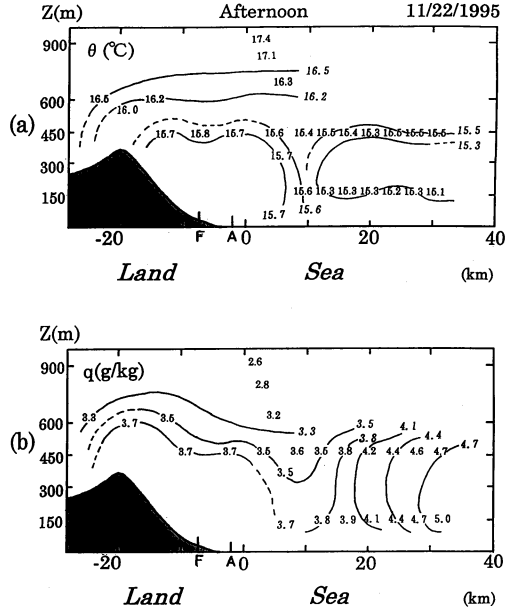 Z(m) Afternoon 11/22/1995
900 17.4
θ (℃) 17.1
16.5
16.3
600 16.5 16.2 16.2
16.0
(a)
450 15.7 15.8 15.7 15.6 15.4 15.5 15.4 15.3 15.5 15.5 15.5 15.5
15.3
300 15.7
150 15.6 15.3 15.3 15.3 15.2 15.3 15.1
15.7 15.6
-20 F A 0 20 40
Land Sea (km)
Z(m)
900 2.6
q(g/kg) 2.8
600 3.3 3.5 3.2 3.3 3.5 4.1
3.7 3.8 4.4
(b)
450 3.7 3.7 3.5 3.6 3.5 3.8 4.2 4.4 4.6 4.7 4.7
3.5
300
150 3.7 3.8 3.9 4.1 4.4 4.7 5.0
-20 F A 0 20 40
Land Sea (km)